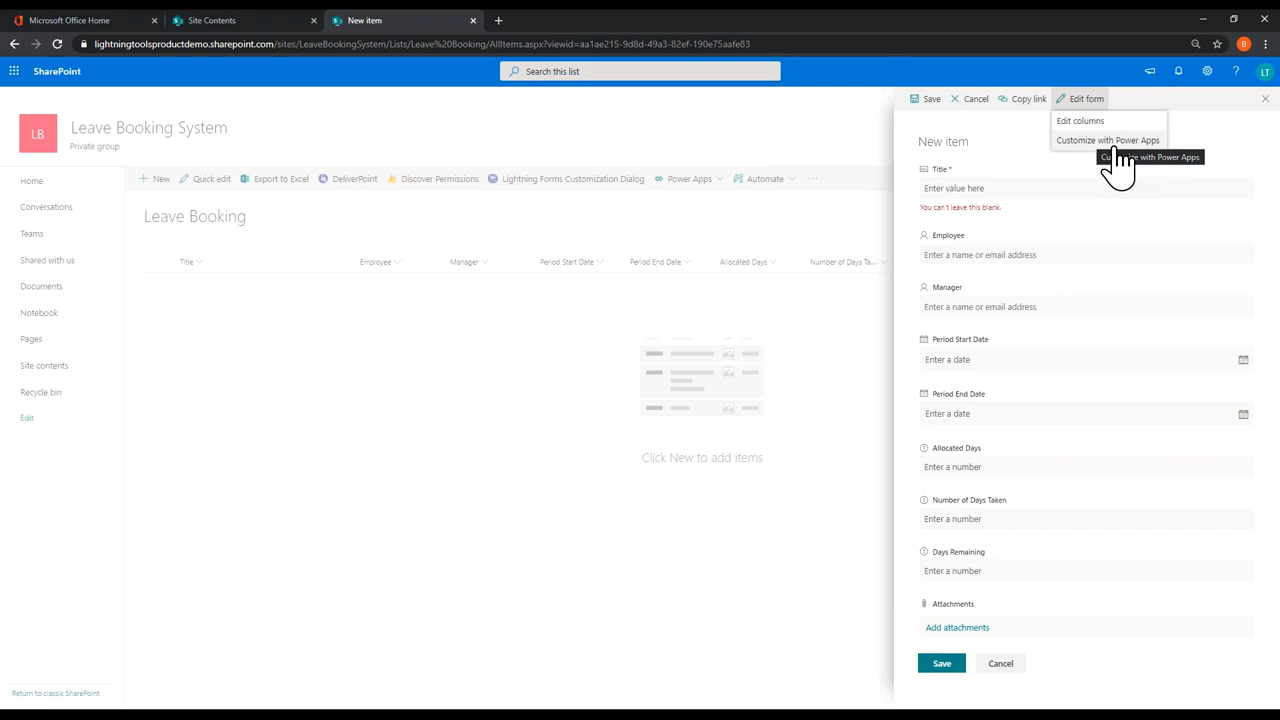 Microsoft Office Home
Site Contents
New item
lightningtoolsproductdemo.sharepoint.com/sites/LeaveBookingSystem/Lists/Leave%20Booking/AllItems.aspx?viewid=aa1ae215-9d8d-49a3-82ef-190e75aafe83
B
SharePoint
Search this list
LT
LB
Leave Booking System
Private group
Home
Conversations
Teams
Shared with us
Documents
Notebook
Pages
Site contents
Recycle bin
Edit
Return to classic SharePoint
New
Quick edit
Export to Excel
DeliverPoint
Discover Permissions
Lightning Forms Customization Dialog
Power Apps
Automate
Leave Booking
Title
Employee
Manager
Period Start Date
Period End Date
Allocated Days
Number of Days Ta...
Click New to add items
Save
Cancel
Copy link
Edit form
Edit columns
Customize with Power Apps
with Power Apps
New item
Title *
Enter value here
You can't leave this blank.
Employee
Enter a name or email address
Manager
Enter a name or email address
Period Start Date
Enter a date
Period End Date
Enter a date
Allocated Days
Enter a number
Number of Days Taken
Enter a number
Days Remaining
Enter a number
Attachments
Add attachments
Save
Cancel